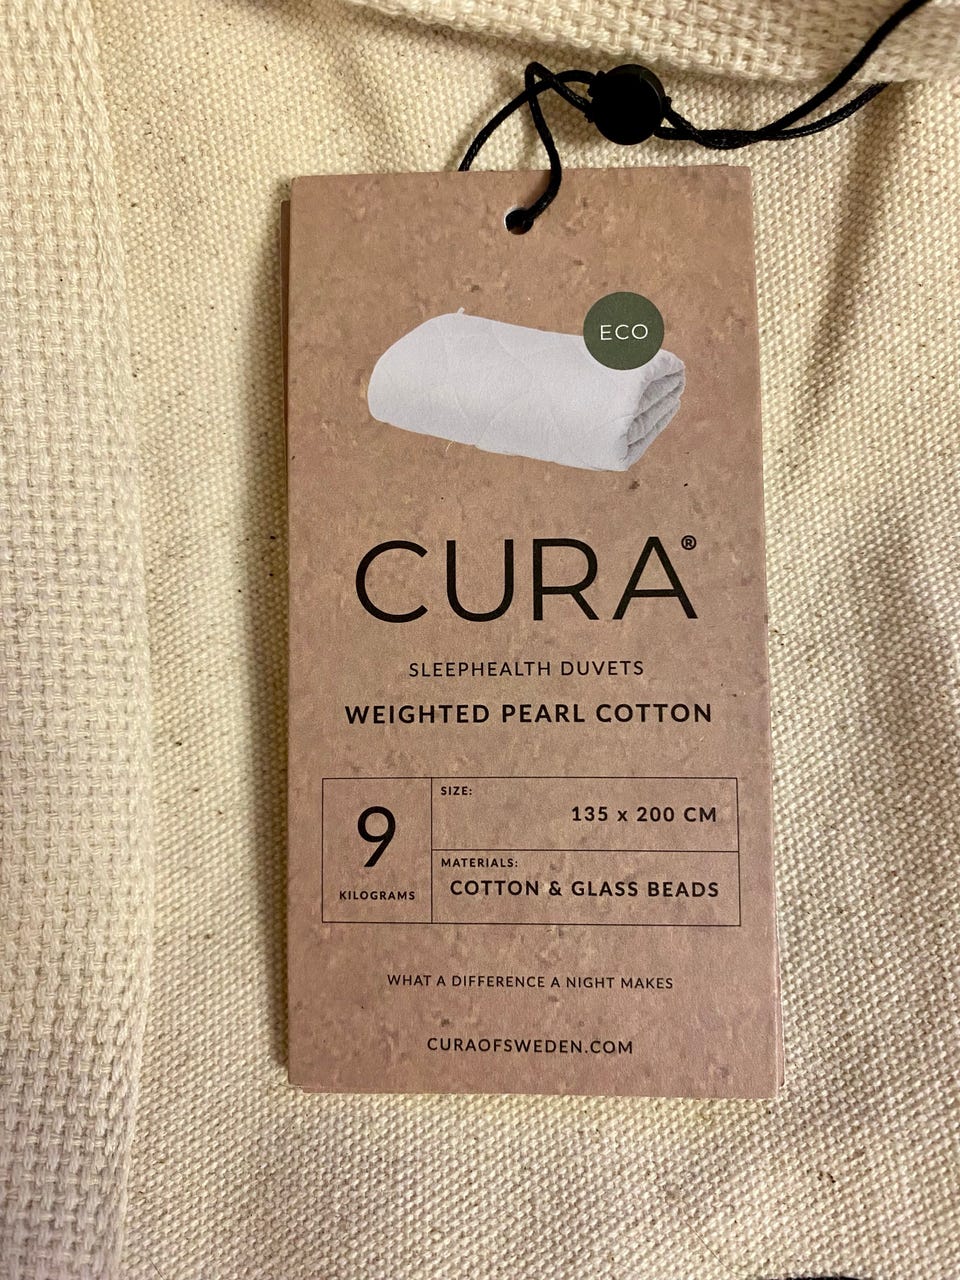 ECO
CURA®
SLEEPHEALTH DUVETS
WEIGHTED PEARL COTTON
9
KILOGRAMS
SIZE:
135 x 200 CM
MATERIALS:
COTTON & GLASS BEADS
WHAT A DIFFERENCE A NIGHT MAKES
CURAOFSWEDEN.COM